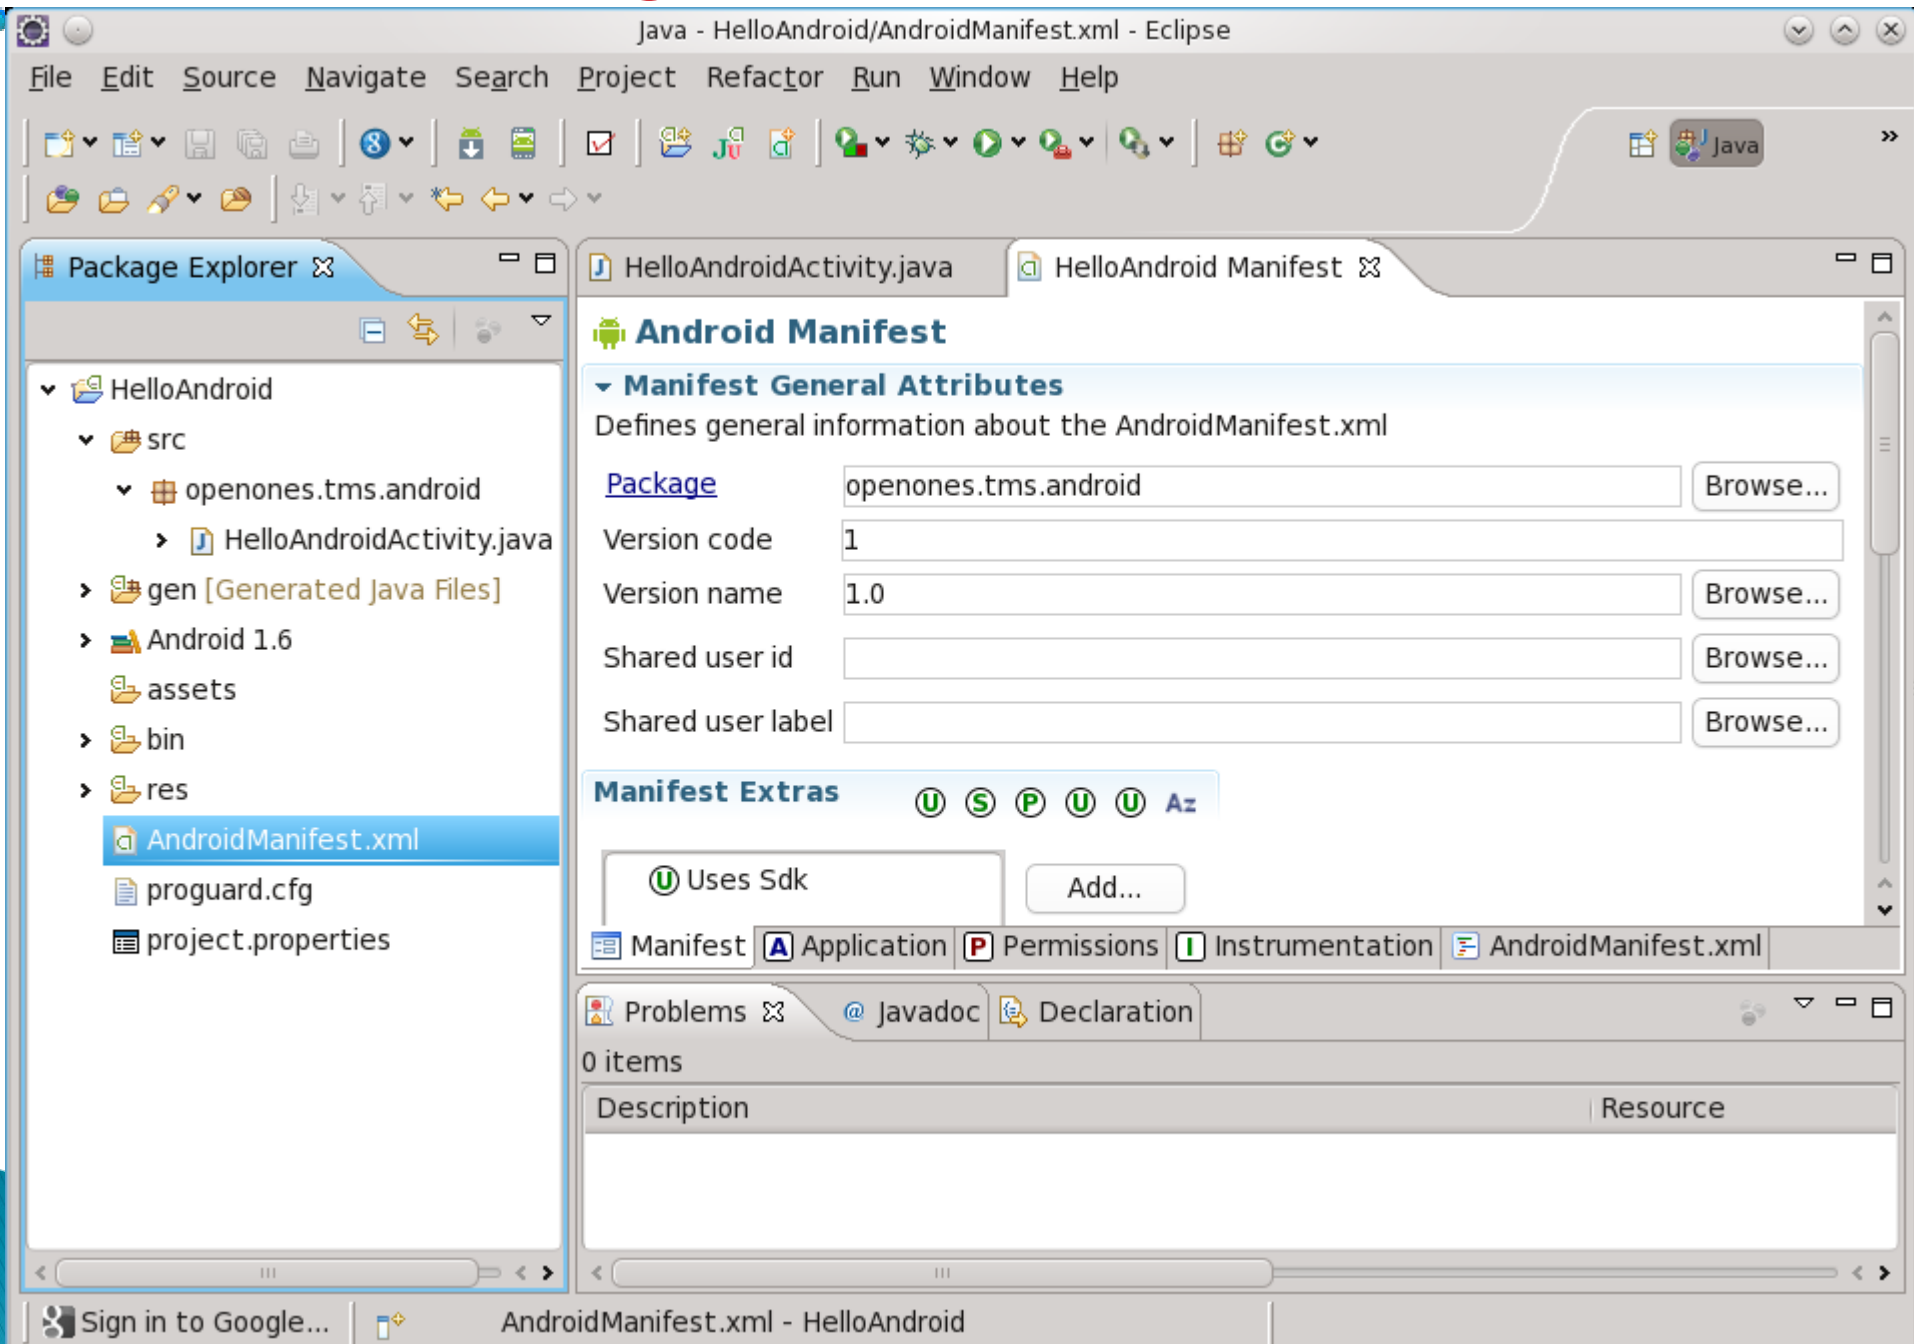 Java - HelloAndroid/AndroidManifest.xml - Eclipse
File Edit Source Navigate Search Project Refactor Run Window Help
Java
Package Explorer
HelloAndroid
src
openones.tms.android
HelloAndroidActivity.java
gen [Generated Java Files]
Android 1.6
assets
bin
res
AndroidManifest.xml
proguard.cfg
project.properties
HelloAndroidActivity.java HelloAndroid Manifest
Android Manifest
Manifest General Attributes
Defines general information about the AndroidManifest.xml
Package openones.tms.android Browse...
Version code 1
Version name 1.0 Browse...
Shared user id Browse...
Shared user label Browse...
Manifest Extras U S P U U Az
U Uses Sdk Add...
Manifest A Application P Permissions I Instrumentation AndroidManifest.xml
Problems @ Javadoc Declaration
0 items
Description Resource
Sign in to Google... AndroidManifest.xml - HelloAndroid